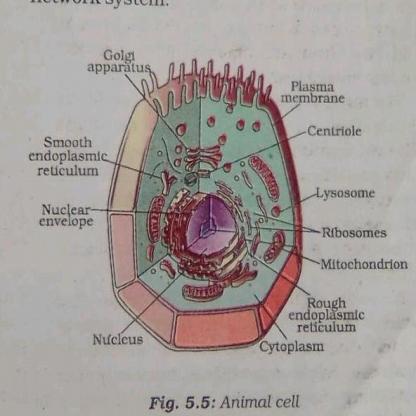 network system.
Golgi
apparatus
Plasma
membrane
Centriole
Smooth
endoplasmic
reticulum
Lysosome
Nuclear
envelope
Ribosomes
Mitochondrion
Rough
endoplasmic
reticulum
Nucleus
Cytoplasm
Fig. 5.5: Animal cell